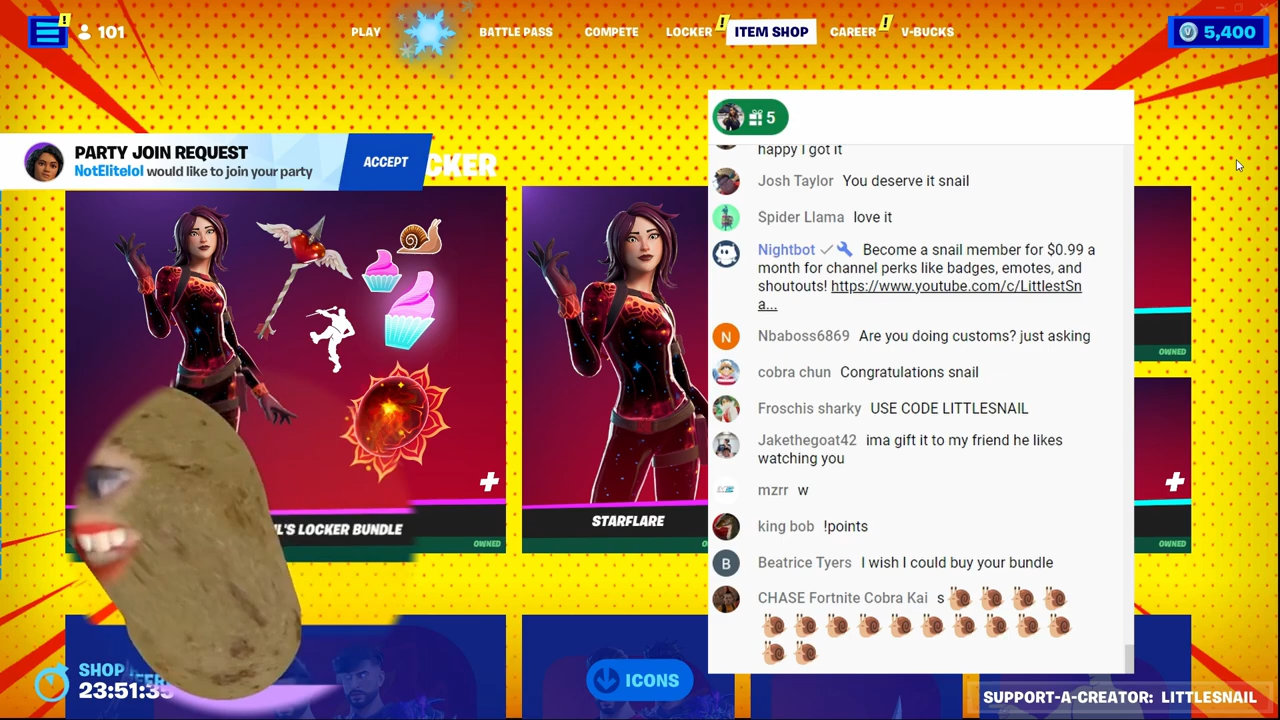 101
PLAY
BATTLE PASS
COMPETE
LOCKER
ITEM SHOP
CAREER
V-BUCKS
5,400
PARTY JOIN REQUEST
NotElitelol would like to join your party
ACCEPT
CKER
5
happy I got it
Josh Taylor You deserve it snail
Spider Llama love it
Nightbot Become a snail member for $0.99 a
month for channel perks like badges, emotes, and
shoutouts! https://www.youtube.com/c/LittlestSn
a...
Nbaboss6869 Are you doing customs? just asking
cobra chun Congratulations snail
Froschis sharky USE CODE LITTLESNAIL
Jakethegoat42 ima gift it to my friend he likes
watching you
mzrr w
king bob !points
Beatrice Tyers I wish I could buy your bundle
CHASE Fortnite Cobra Kai s 🐌🐌🐌🐌
🐌🐌🐌🐌🐌🐌🐌🐌🐌🐌
🐌🐌
IL'S LOCKER BUNDLE
OWNED
STARFLARE
OWNED
OWNED
OWNED
SHOP
23:51:3
ICONS
SUPPORT-A-CREATOR: LITTLESNAIL